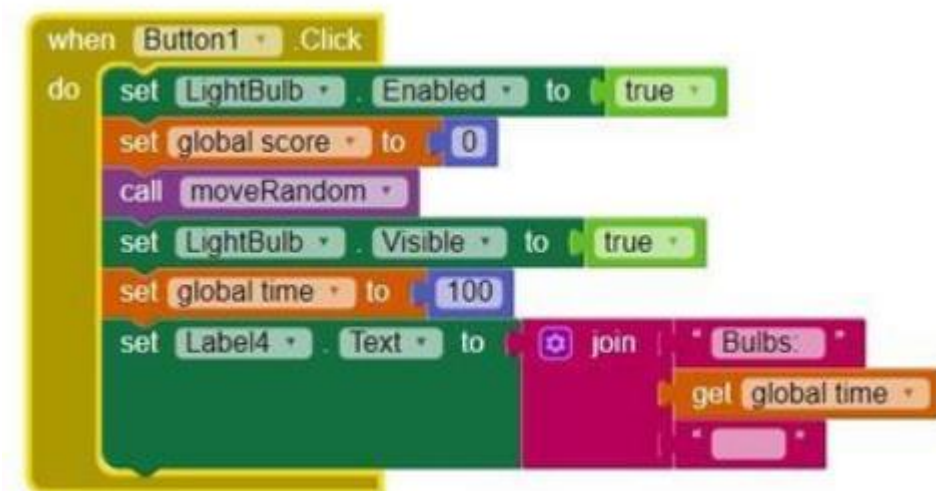 when Button1 .Click
do set LightBulb . Enabled to true
set global score to 0
call moveRandom
set LightBulb . Visible to true
set global time to 100
set Label4 . Text to join " Bulbs: "
get global time
" "